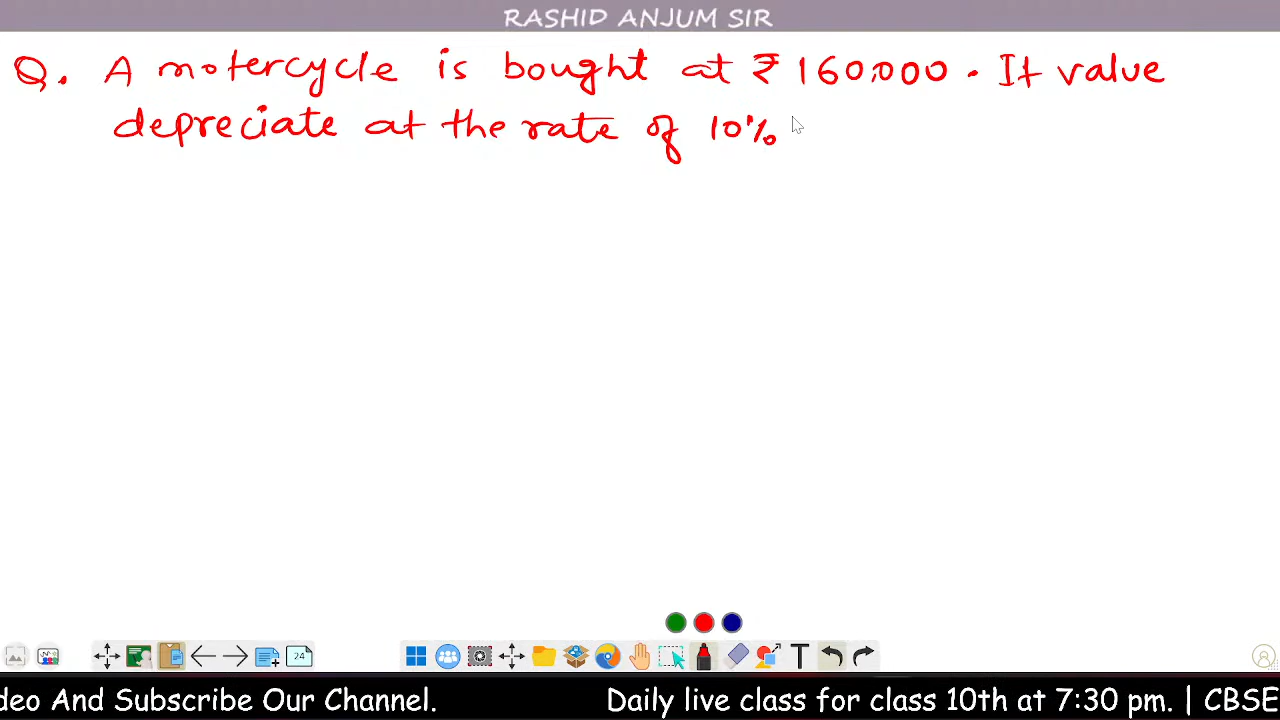 RASHID ANJUM SIR
Q. A motercycle is bought at ₹ 160,000. It value
depreciate at the rate of 10%
24
deo And Subscribe Our Channel. Daily live class for class 10th at 7:30 pm. | CBSE